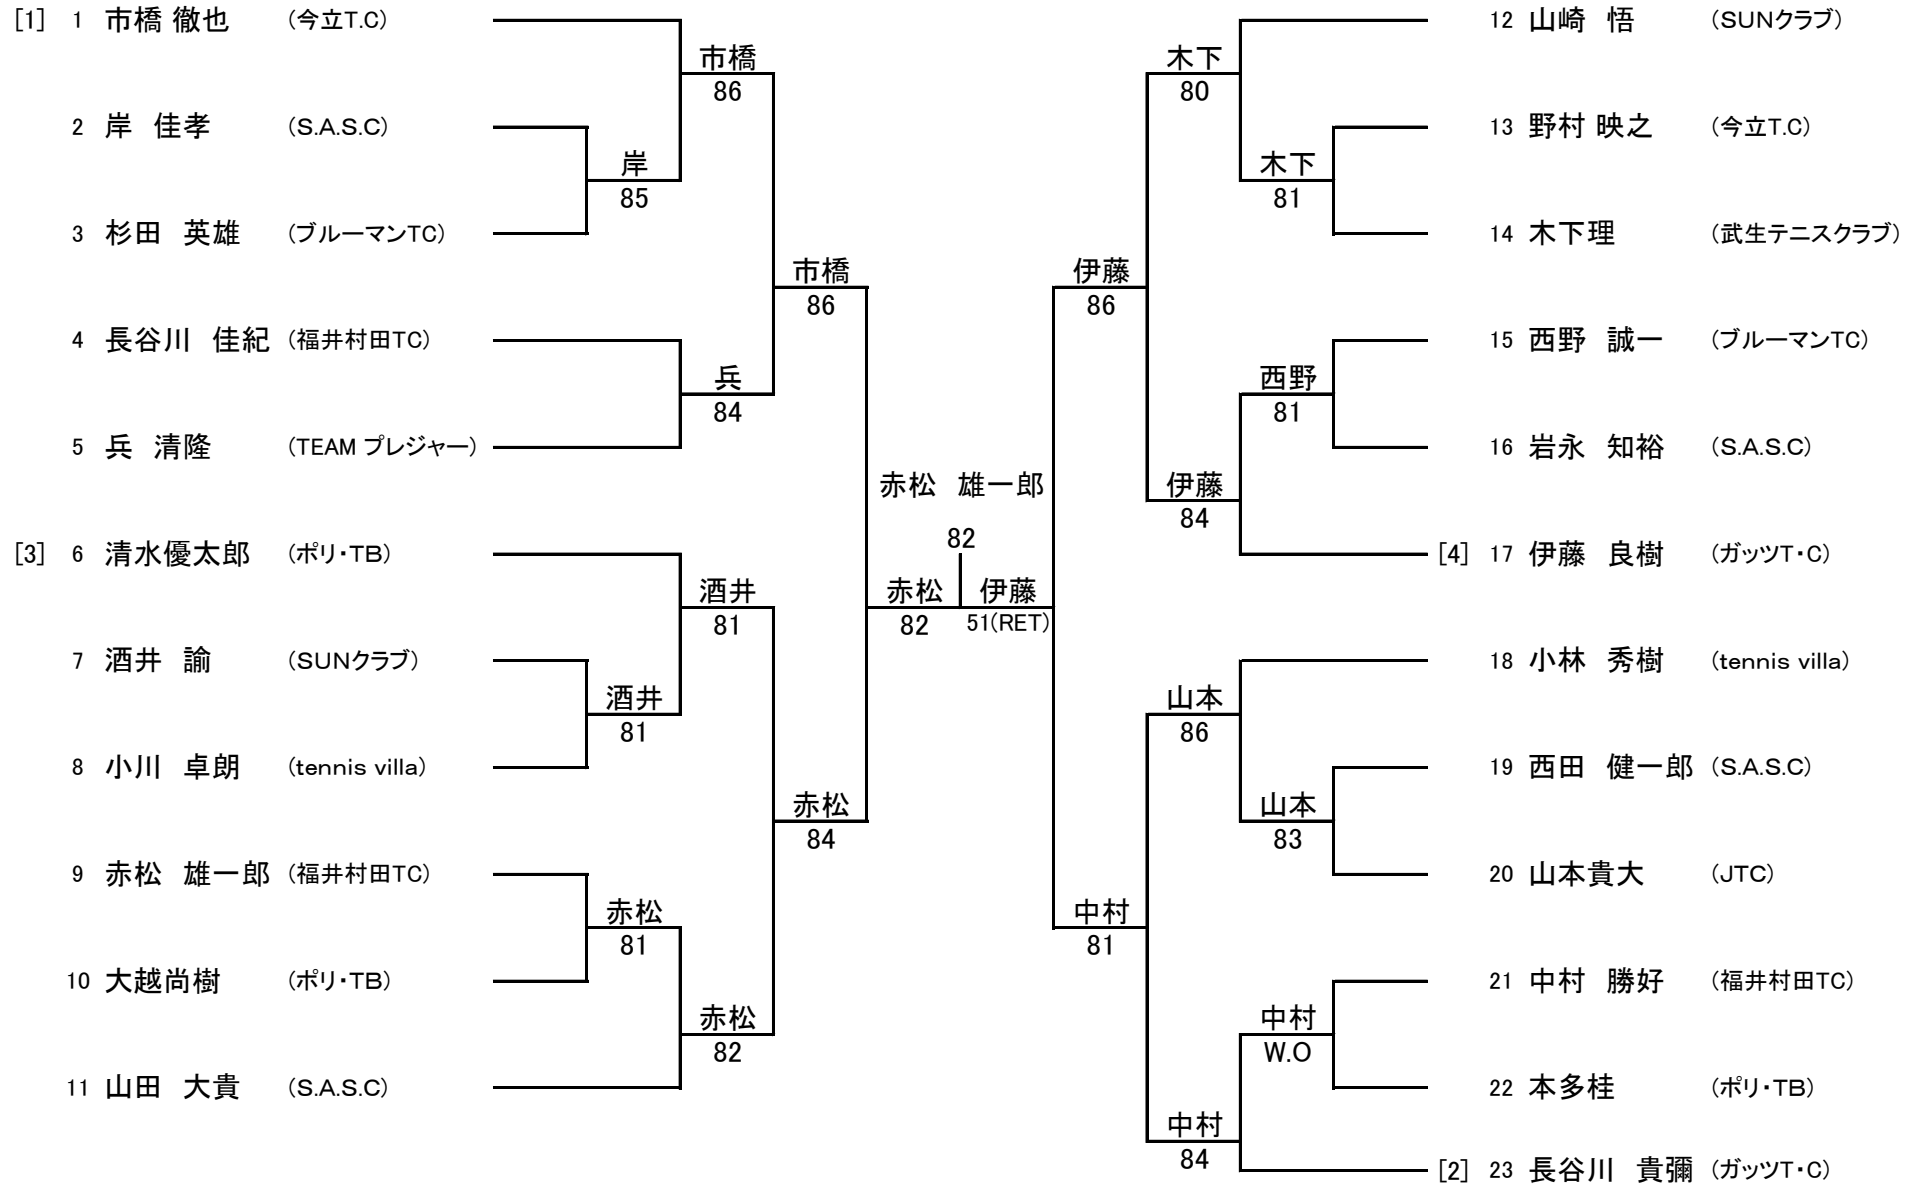 [1] 1 市橋 徹也 (今立T.C)
市橋
86
2 岸 佳孝 (S.A.S.C)
岸
85
3 杉田 英雄 (ブルーマンTC)
市橋
86
4 長谷川 佳紀 (福井村田TC)
兵
84
5 兵 清隆 (TEAM プレジャー)
[3] 6 清水優太郎 (ポリ・TB)
酒井
81
7 酒井 諭 (SUNクラブ)
酒井
81
8 小川 卓朗 (tennis villa)
赤松
84
9 赤松 雄一郎 (福井村田TC)
赤松
81
10 大越尚樹 (ポリ・TB)
赤松
82
11 山田 大貴 (S.A.S.C)
赤松 雄一郎
82
赤松 伊藤
82 51(RET)
12 山崎 悟 (SUNクラブ)
木下
80
13 野村 映之 (今立T.C)
木下
81
14 木下理 (武生テニスクラブ)
伊藤
86
15 西野 誠一 (ブルーマンTC)
西野
81
16 岩永 知裕 (S.A.S.C)
伊藤
84
[4] 17 伊藤 良樹 (ガッツT・C)
18 小林 秀樹 (tennis villa)
山本
86
19 西田 健一郎 (S.A.S.C)
山本
83
20 山本貴大 (JTC)
中村
81
21 中村 勝好 (福井村田TC)
中村
W.O
22 本多桂 (ポリ・TB)
中村
84
[2] 23 長谷川 貴彌 (ガッツT・C)